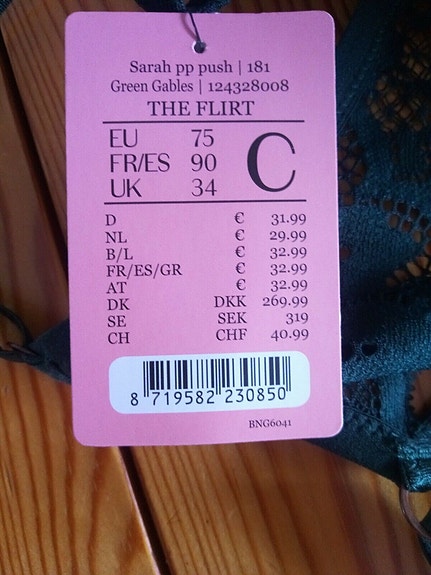 Sarah pp push | 181
Green Gables | 124328008
THE FLIRT
EU 75
FR/ES 90
UK 34
C
D € 31.99
NL € 29.99
B/L € 32.99
FR/ES/GR € 32.99
AT € 32.99
DK DKK 269.99
SE SEK 319
CH CHF 40.99
8 719582 230850
BNG6041